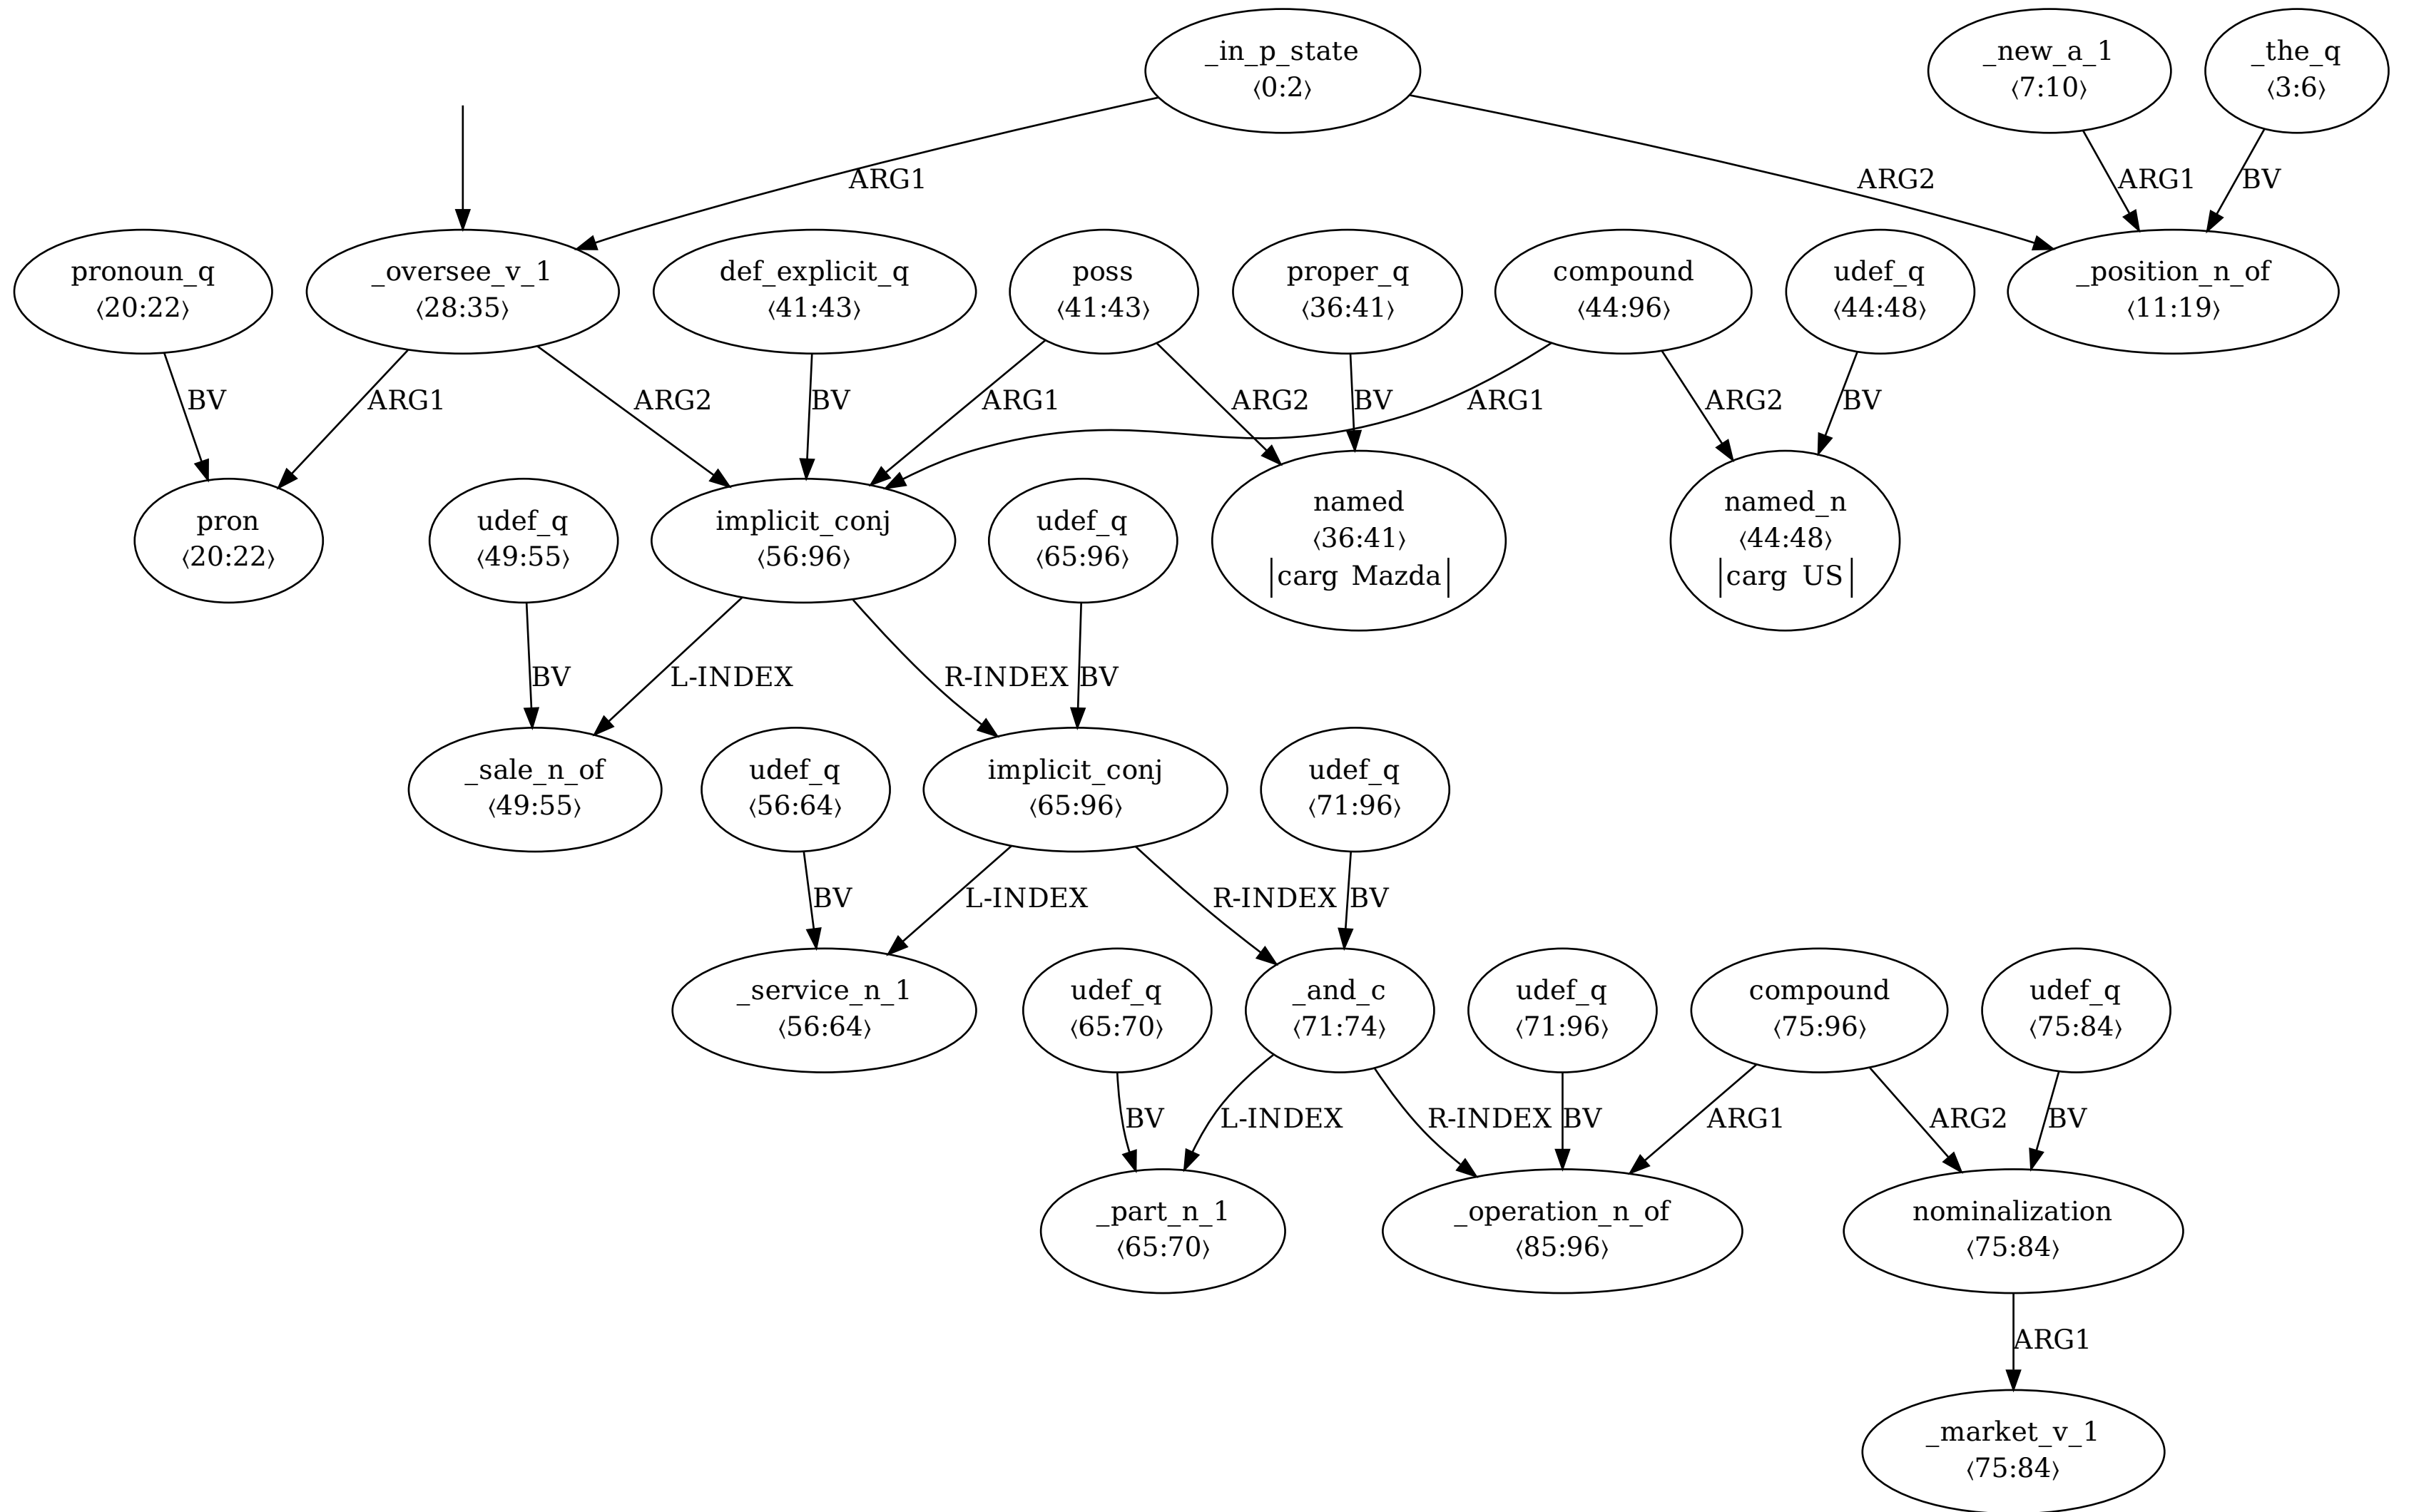 _in_p_state
⟨0:2⟩
_new_a_1
⟨7:10⟩
_the_q
⟨3:6⟩
ARG1
ARG2
ARG1
BV
pronoun_q
⟨20:22⟩
_oversee_v_1
⟨28:35⟩
def_explicit_q
⟨41:43⟩
poss
⟨41:43⟩
proper_q
⟨36:41⟩
compound
⟨44:96⟩
udef_q
⟨44:48⟩
_position_n_of
⟨11:19⟩
BV
ARG1
ARG2
BV
ARG1
ARG2
BV
ARG1
ARG2
BV
pron
⟨20:22⟩
udef_q
⟨49:55⟩
implicit_conj
⟨56:96⟩
udef_q
⟨65:96⟩
named
⟨36:41⟩
|carg Mazda|
named_n
⟨44:48⟩
|carg US|
BV
L-INDEX
R-INDEX
BV
_sale_n_of
⟨49:55⟩
udef_q
⟨56:64⟩
implicit_conj
⟨65:96⟩
udef_q
⟨71:96⟩
BV
L-INDEX
R-INDEX
BV
_service_n_1
⟨56:64⟩
udef_q
⟨65:70⟩
_and_c
⟨71:74⟩
udef_q
⟨71:96⟩
compound
⟨75:96⟩
udef_q
⟨75:84⟩
BV
L-INDEX
R-INDEX
BV
ARG1
ARG2
BV
_part_n_1
⟨65:70⟩
_operation_n_of
⟨85:96⟩
nominalization
⟨75:84⟩
ARG1
_market_v_1
⟨75:84⟩